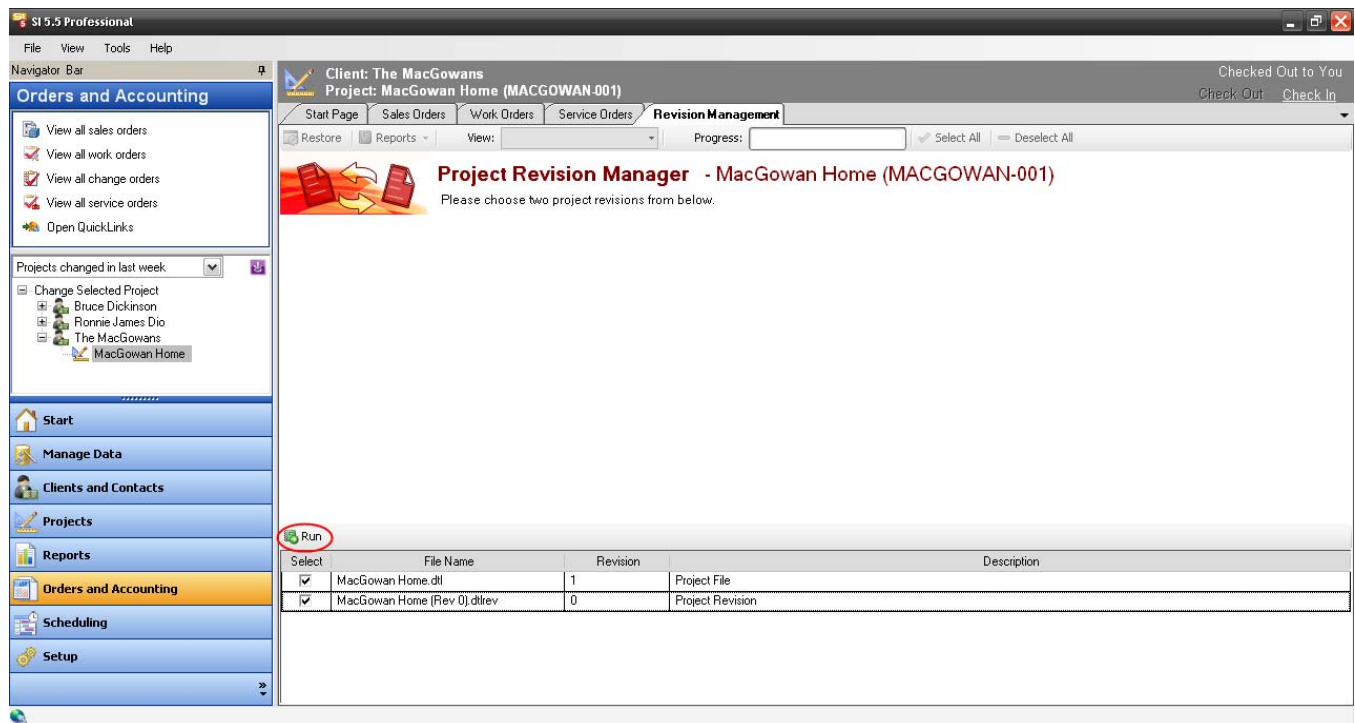 SI 5.5 Professional
File View Tools Help
Navigator Bar
Orders and Accounting
View all sales orders
View all work orders
View all change orders
View all service orders
Open QuickLinks
Projects changed in last week
Change Selected Project
Bruce Dickinson
Ronnie James Dio
The MacGowans
MacGowan Home
Start
Manage Data
Clients and Contacts
Projects
Reports
Orders and Accounting
Scheduling
Setup
Client: The MacGowans
Project: MacGowan Home (MACGOWAN-001)
Checked Out to You
Check Out Check In
Start Page Sales Orders Work Orders Service Orders Revision Management
Restore Reports View: Progress: Select All Deselect All
Project Revision Manager - MacGowan Home (MACGOWAN-001)
Please choose two project revisions from below.
Run
Select File Name Revision Description
MacGowan Home.dtl 1 Project File
MacGowan Home (Rev 0).dtlrev 0 Project Revision